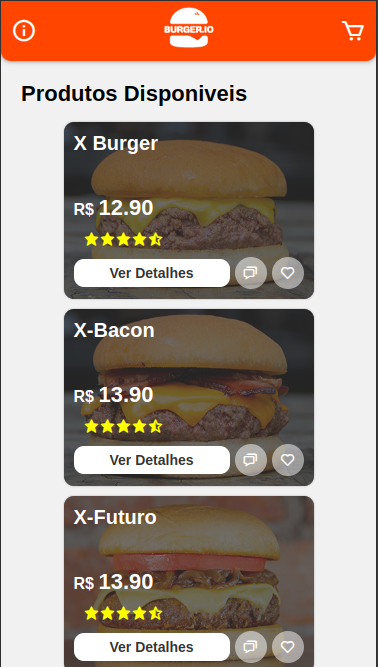 BURGER.IO
Produtos Disponiveis
X Burger
R$ 12.90
Ver Detalhes
X-Bacon
R$ 13.90
Ver Detalhes
X-Futuro
R$ 13.90
Ver Detalhes